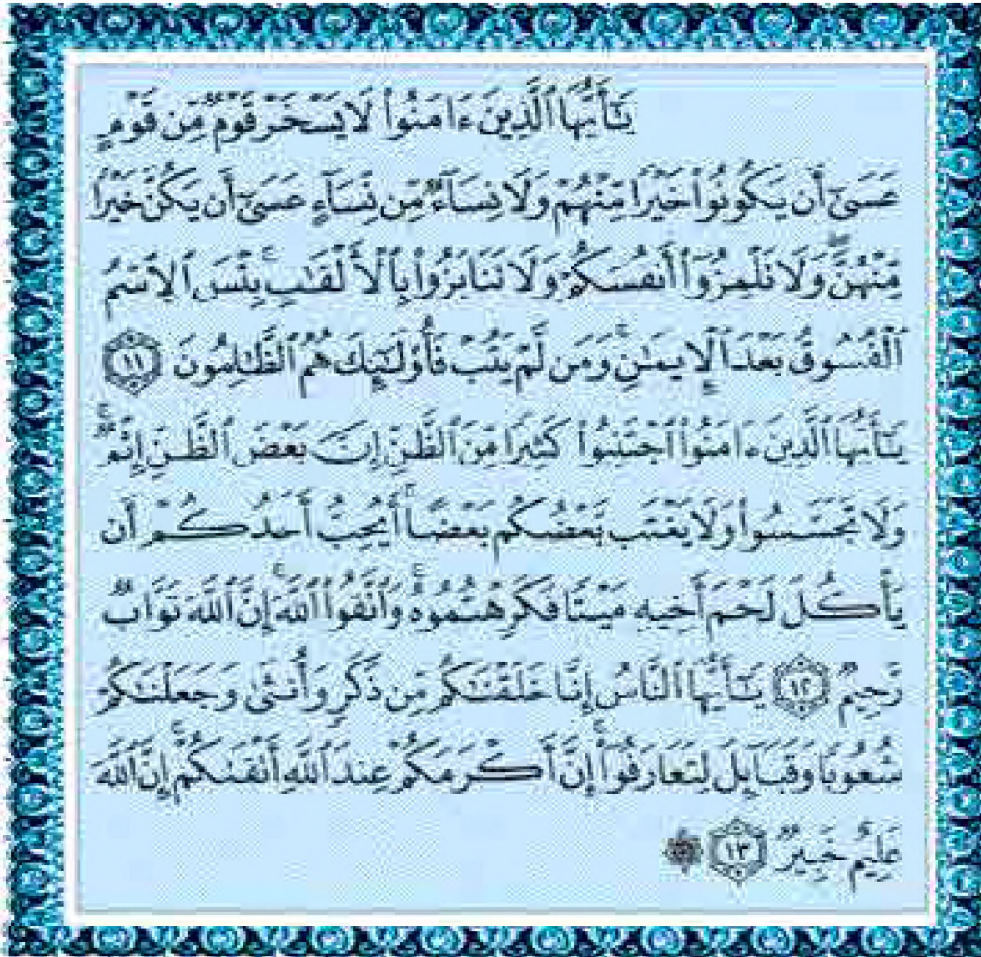 يَـٰٓأَيُّهَا ٱلَّذِينَ ءَامَنُوا۟ لَا يَسْخَرْ قَوْمٌ مِّن قَوْمٍ
عَسَىٰٓ أَن يَكُونُوا۟ خَيْرًا مِّنْهُمْ وَلَا نِسَآءٌ مِّن نِّسَآءٍ عَسَىٰٓ أَن يَكُنَّ خَيْرًا
مِّنْهُنَّ ۖ وَلَا تَلْمِزُوٓا۟ أَنفُسَكُمْ وَلَا تَنَابَزُوا۟ بِٱلْأَلْقَـٰبِ ۖ بِئْسَ ٱلِٱسْمُ
ٱلْفُسُوقُ بَعْدَ ٱلْإِيمَـٰنِ ۚ وَمَن لَّمْ يَتُبْ فَأُو۟لَـٰٓئِكَ هُمُ ٱلظَّـٰلِمُونَ ١١
يَـٰٓأَيُّهَا ٱلَّذِينَ ءَامَنُوا۟ ٱجْتَنِبُوا۟ كَثِيرًا مِّنَ ٱلظَّنِّ إِنَّ بَعْضَ ٱلظَّنِّ إِثْمٌ ۖ
وَلَا تَجَسَّسُوا۟ وَلَا يَغْتَب بَّعْضُكُم بَعْضًا ۚ أَيُحِبُّ أَحَدُكُمْ أَن
يَأْكُلَ لَحْمَ أَخِيهِ مَيْتًا فَكَرِهْتُمُوهُ ۚ وَٱتَّقُوا۟ ٱللَّهَ ۚ إِنَّ ٱللَّهَ تَوَّابٌ
رَّحِيمٌ ١٢ يَـٰٓأَيُّهَا ٱلنَّاسُ إِنَّا خَلَقْنَـٰكُم مِّن ذَكَرٍ وَأُنثَىٰ وَجَعَلْنَـٰكُمْ
شُعُوبًا وَقَبَآئِلَ لِتَعَارَفُوٓا۟ ۚ إِنَّ أَكْرَمَكُمْ عِندَ ٱللَّهِ أَتْقَىٰكُمْ ۚ إِنَّ ٱللَّهَ
عَلِيمٌ خَبِيرٌ ١٣